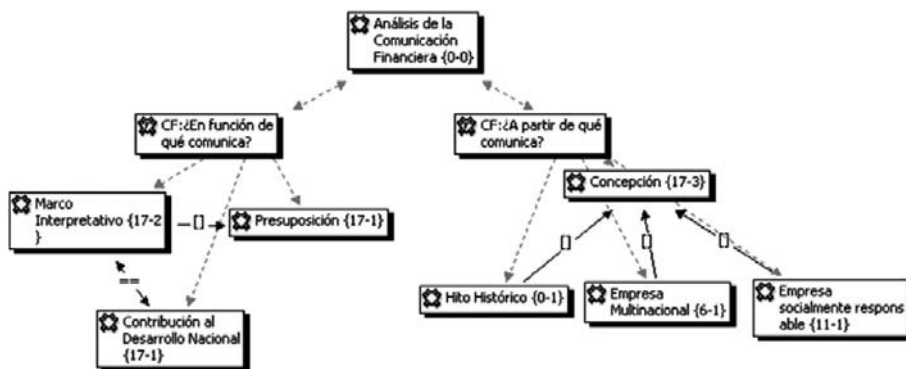 Análisis de la
Comunicación
Financiera {0-0}
CF:¿En función de
qué comunica?
CF:¿A partir de qué
comunica?
Concepción {17-3}
Marco
Interpretativo {17-2
}
[]
Presuposición {17-1}
[]
[]
[]
==
Hito Histórico {0-1}
Empresa
Multinacional {6-1}
Empresa
socialmente respons
able {11-1}
Contribución al
Desarrollo Nacional
{17-1}